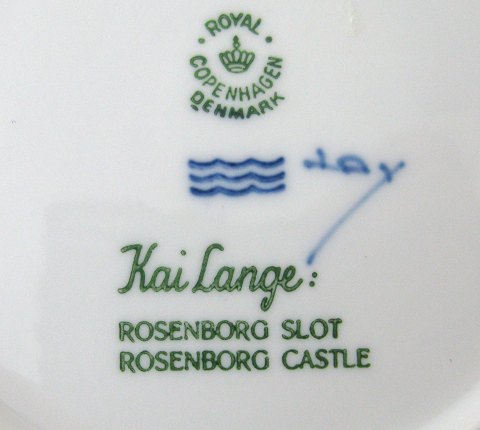 ROYAL
COPENHAGEN
DENMARK
Kai Lange:
ROSENBORG SLOT
ROSENBORG CASTLE